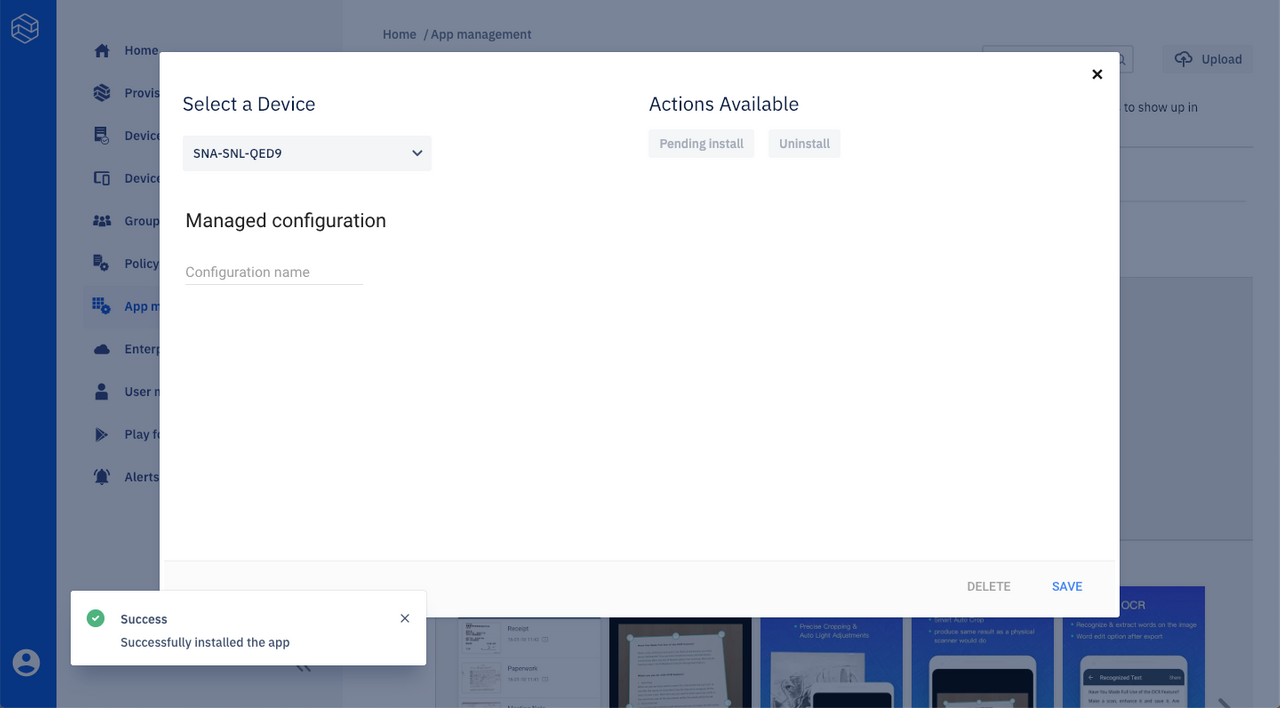 Home / App management
Home
Upload
Provis
to show up in
Device
Device
Group
Policy
App m
Enterp
User m
Play fo
Alerts
Select a Device
SNA-SNL-QED9
Actions Available
Pending install
Uninstall
Managed configuration
Configuration name
DELETE
SAVE
Success
Successfully installed the app
Receipt
Paperwork
Precise Cropping &
Auto Light Adjustments
Smart Auto Crop
produce same result as a physical
scanner would do
OCR
Recognize & extract words on the image
Word edit option after export
Recognized Text